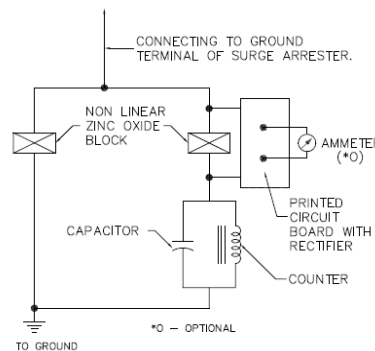 CONNECTING TO GROUND
TERMINAL OF SURGE ARRESTER.
NON LINEAR
ZINC OXIDE
BLOCK
AMMETE
(*O)
PRINTED
CIRCUIT
BOARD WITH
RECTIFIER
CAPACITOR
COUNTER
*O – OPTIONAL
TO GROUND